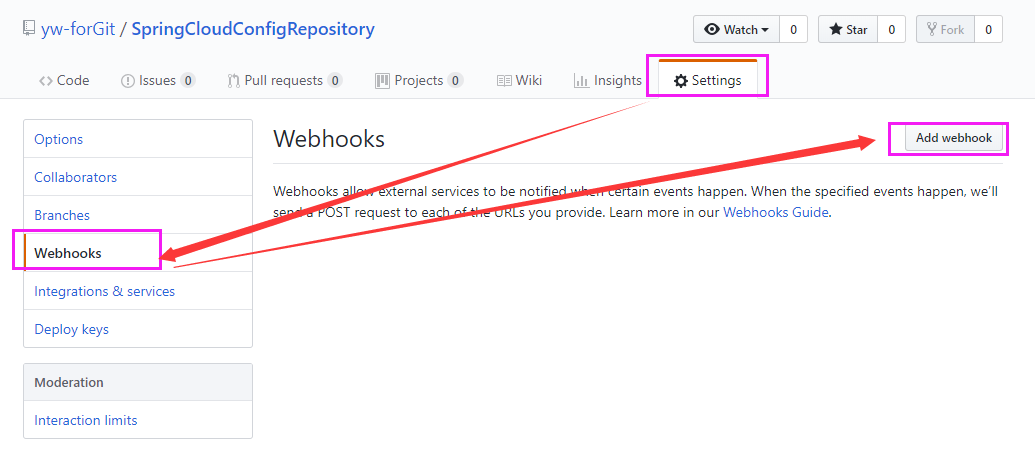 yw-forGit / SpringCloudConfigRepository
Watch 0 Star 0 Fork 0
Code Issues 0 Pull requests 0 Projects 0 Wiki Insights Settings
Options
Collaborators
Branches
Webhooks
Integrations & services
Deploy keys
Moderation
Interaction limits
Webhooks
Add webhook
Webhooks allow external services to be notified when certain events happen. When the specified events happen, we'll
send a POST request to each of the URLs you provide. Learn more in our Webhooks Guide.